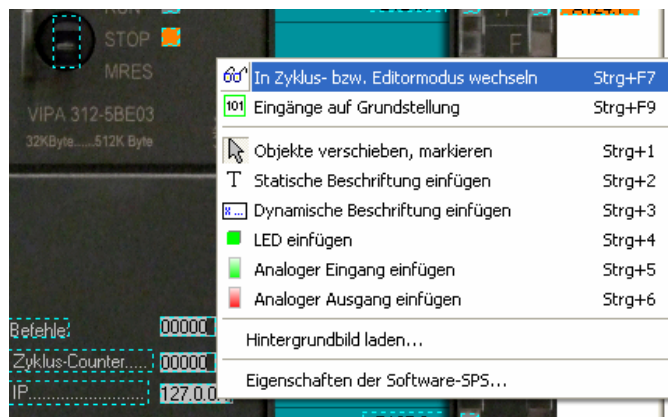 RUN
STOP
MRES
VIPA 312-5BE03
32KByte......512K Byte
F
In Zyklus- bzw. Editormodus wechseln Strg+F7
101 Eingänge auf Grundstellung Strg+F9
Objekte verschieben, markieren Strg+1
T Statische Beschriftung einfügen Strg+2
x ... Dynamische Beschriftung einfügen Strg+3
LED einfügen Strg+4
Analoger Eingang einfügen Strg+5
Analoger Ausgang einfügen Strg+6
Hintergrundbild laden...
Eigenschaften der Software-SPS...
Befehle: 00000
Zyklus-Counter..... 00000
IP.......................... 127.0.0.